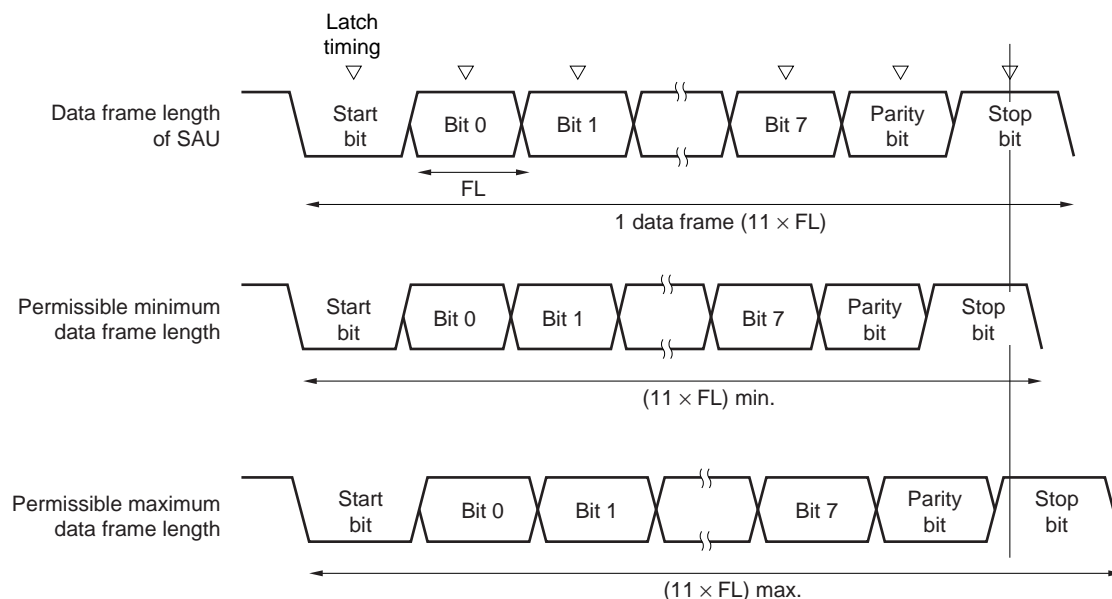 Latch
timing
Data frame length
of SAU
Start
bit
Bit 0
Bit 1
Bit 7
Parity
bit
Stop
bit
FL
1 data frame (11 × FL)
Permissible minimum
data frame length
Start
bit
Bit 0
Bit 1
Bit 7
Parity
bit
Stop
bit
(11 × FL) min.
Permissible maximum
data frame length
Start
bit
Bit 0
Bit 1
Bit 7
Parity
bit
Stop
bit
(11 × FL) max.